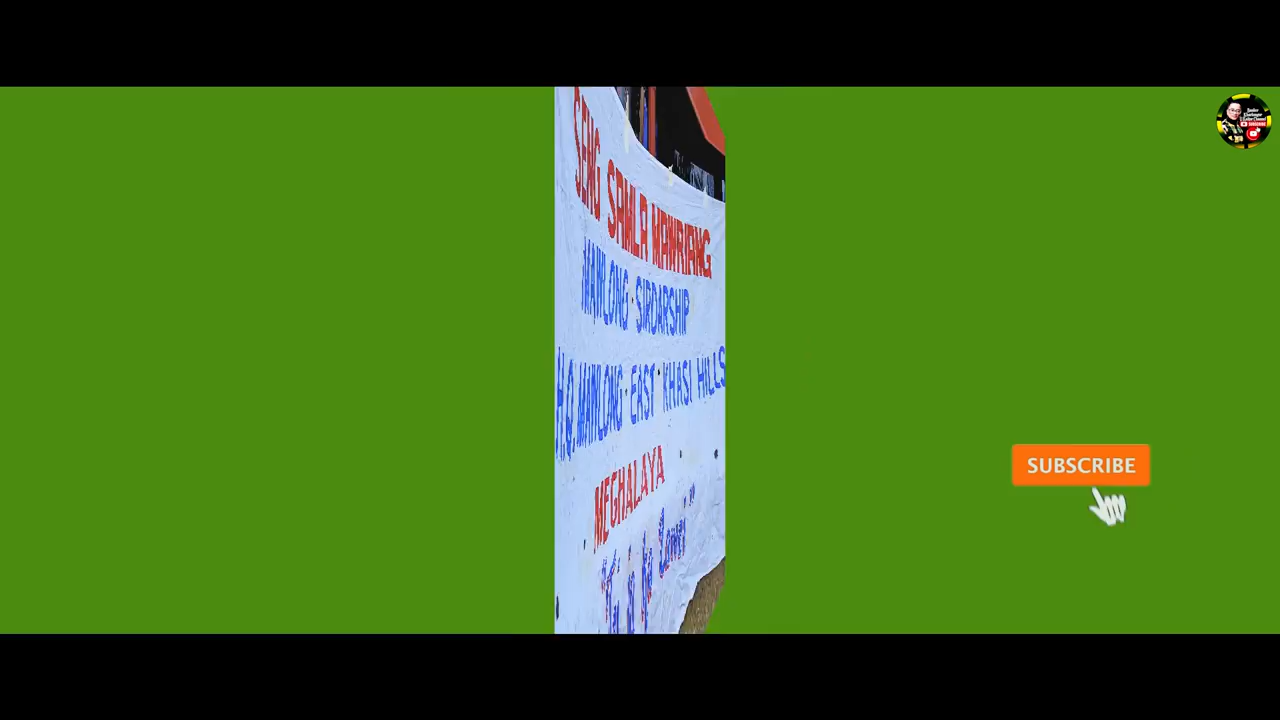 SENG SAMLA MAWRIANG
MAWLONG SIRDARSHIP
H.Q. MAWLONG EAST KHASI HILLS
MEGHALAYA
SUBSCRIBE